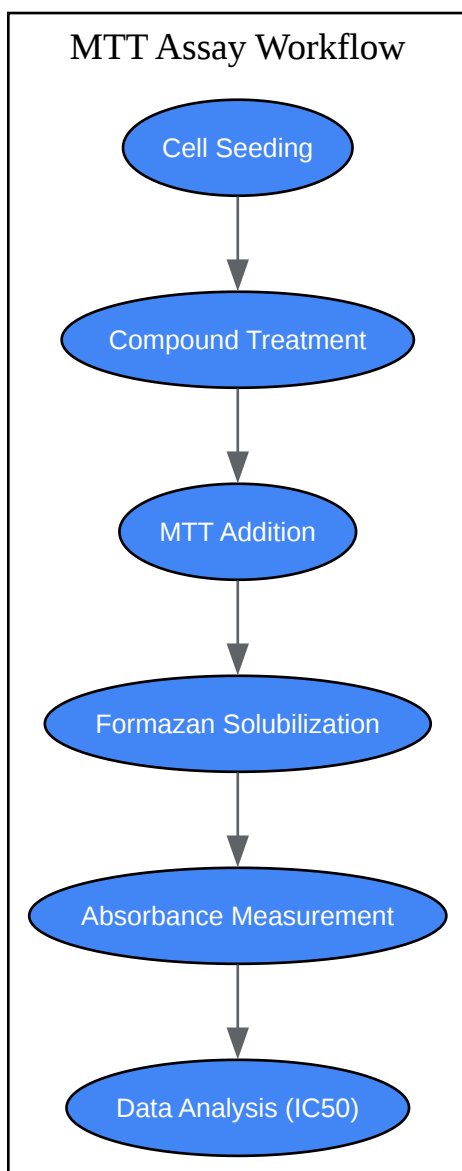 MTT Assay Workflow
Cell Seeding
Compound Treatment
MTT Addition
Formazan Solubilization
Absorbance Measurement
Data Analysis (IC50)